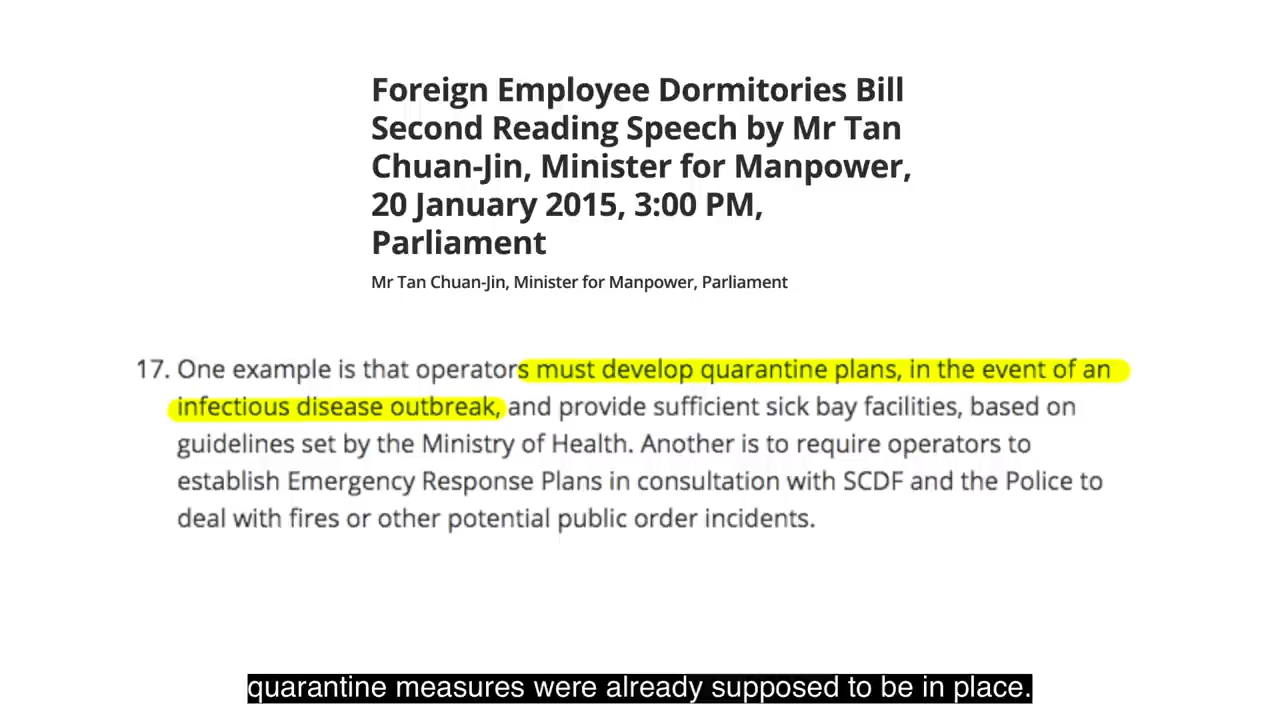 Foreign Employee Dormitories Bill
Second Reading Speech by Mr Tan
Chuan-Jin, Minister for Manpower,
20 January 2015, 3:00 PM,
Parliament
Mr Tan Chuan-Jin, Minister for Manpower, Parliament
17. One example is that operators must develop quarantine plans, in the event of an
infectious disease outbreak, and provide sufficient sick bay facilities, based on
guidelines set by the Ministry of Health. Another is to require operators to
establish Emergency Response Plans in consultation with SCDF and the Police to
deal with fires or other potential public order incidents.
quarantine measures were already supposed to be in place.